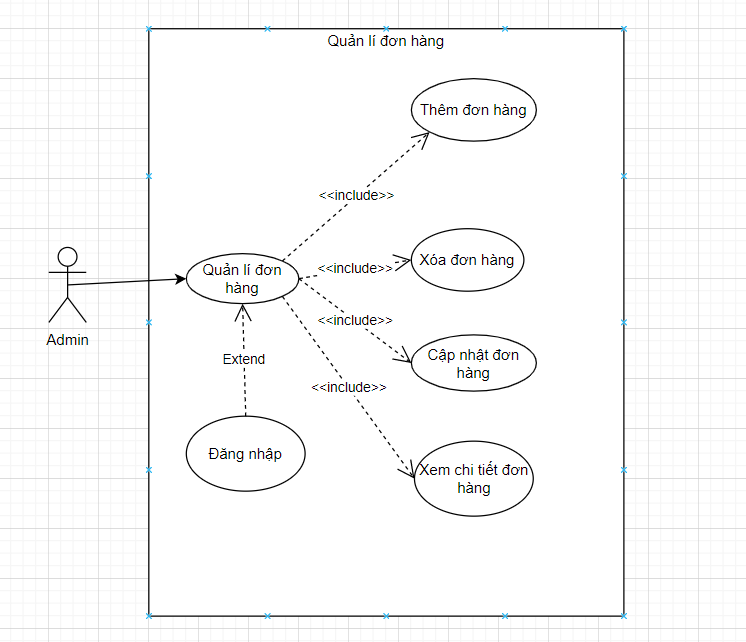 Quản lí đơn hàng
Thêm đơn hàng
<<include>>
Quản lí đơn
hàng
<<include>>
Xóa đơn hàng
<<include>>
Admin
Extend
Cập nhật đơn
hàng
<<include>>
Đăng nhập
Xem chi tiết đơn
hàng